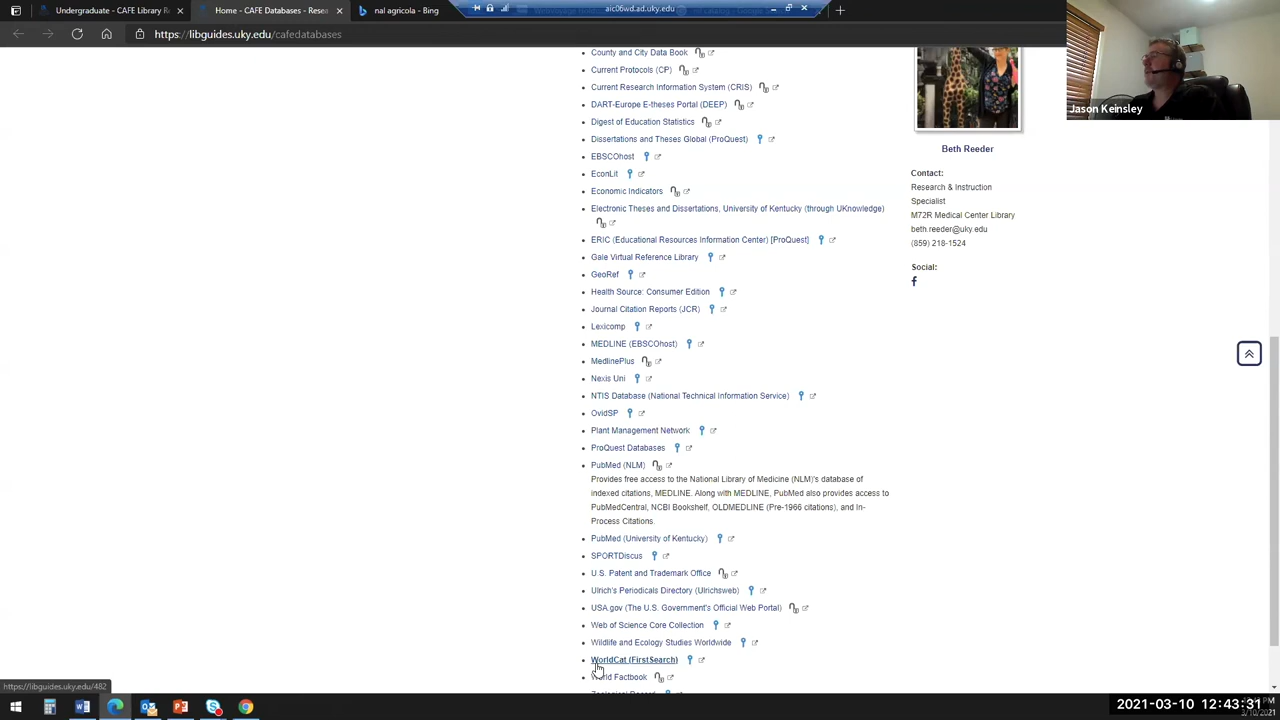 Undergraduate - CAFE Library R
Home - CAFE Databases - Resea
nal agricola - Bing
aic06wd.ad.uky.edu
https://libguides.uky.edu/cafedatabases
Jason Keinsley
County and City Data Book
Current Protocols (CP)
Current Research Information System (CRIS)
DART-Europe E-theses Portal (DEEP)
Digest of Education Statistics
Dissertations and Theses Global (ProQuest)
EBSCOhost
EconLit
Economic Indicators
Electronic Theses and Dissertations, University of Kentucky (through UKnowledge)
ERIC (Educational Resources Information Center) [ProQuest]
Gale Virtual Reference Library
GeoRef
Health Source: Consumer Edition
Journal Citation Reports (JCR)
Lexicomp
MEDLINE (EBSCOhost)
MedlinePlus
Nexis Uni
NTIS Database (National Technical Information Service)
OvidSP
Plant Management Network
ProQuest Databases
PubMed (NLM)
Provides free access to the National Library of Medicine (NLM)'s database of
indexed citations, MEDLINE. Along with MEDLINE, PubMed also provides access to
PubMedCentral, NCBI Bookshelf, OLDMEDLINE (Pre-1966 citations), and In-
Process Citations.
PubMed (University of Kentucky)
SPORTDiscus
U.S. Patent and Trademark Office
Ulrich's Periodicals Directory (Ulrichsweb)
USA.gov (The U.S. Government's Official Web Portal)
Web of Science Core Collection
Wildlife and Ecology Studies Worldwide
WorldCat (FirstSearch)
World Factbook
Beth Reeder
Contact:
Research & Instruction
Specialist
M72R Medical Center Library
beth.reeder@uky.edu
(859) 218-1524
Social:
https://libguides.uky.edu/482
2021-03-10 12:43:31
3/10/2021